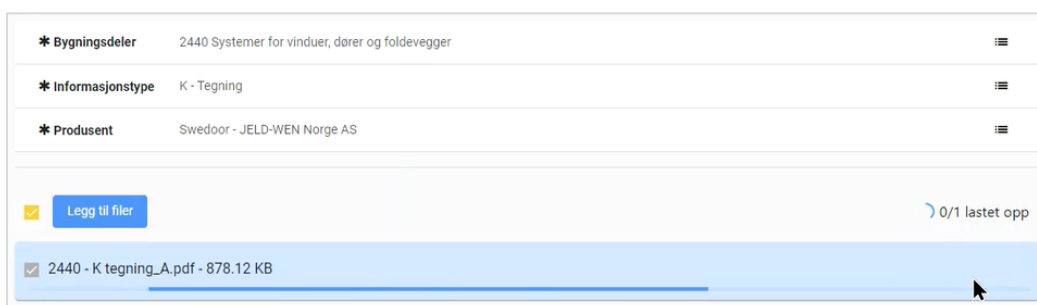 ✱ Bygningsdeler 2440 Systemer for vinduer, dører og foldevegger
✱ Informasjonstype K - Tegning
✱ Produsent Swedoor - JELD-WEN Norge AS
Legg til filer 0/1 lastet opp
2440 - K tegning_A.pdf - 878.12 KB